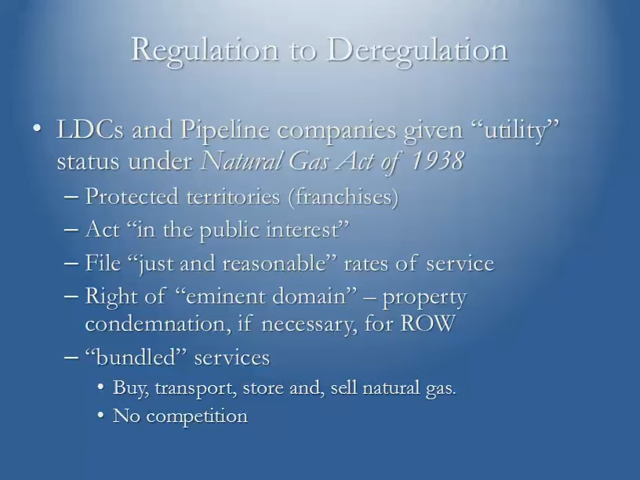 Regulation to Deregulation
• LDCs and Pipeline companies given “utility”
status under Natural Gas Act of 1938
– Protected territories (franchises)
– Act “in the public interest”
– File “just and reasonable” rates of service
– Right of “eminent domain” – property
condemnation, if necessary, for ROW
– “bundled” services
• Buy, transport, store and, sell natural gas.
• No competition